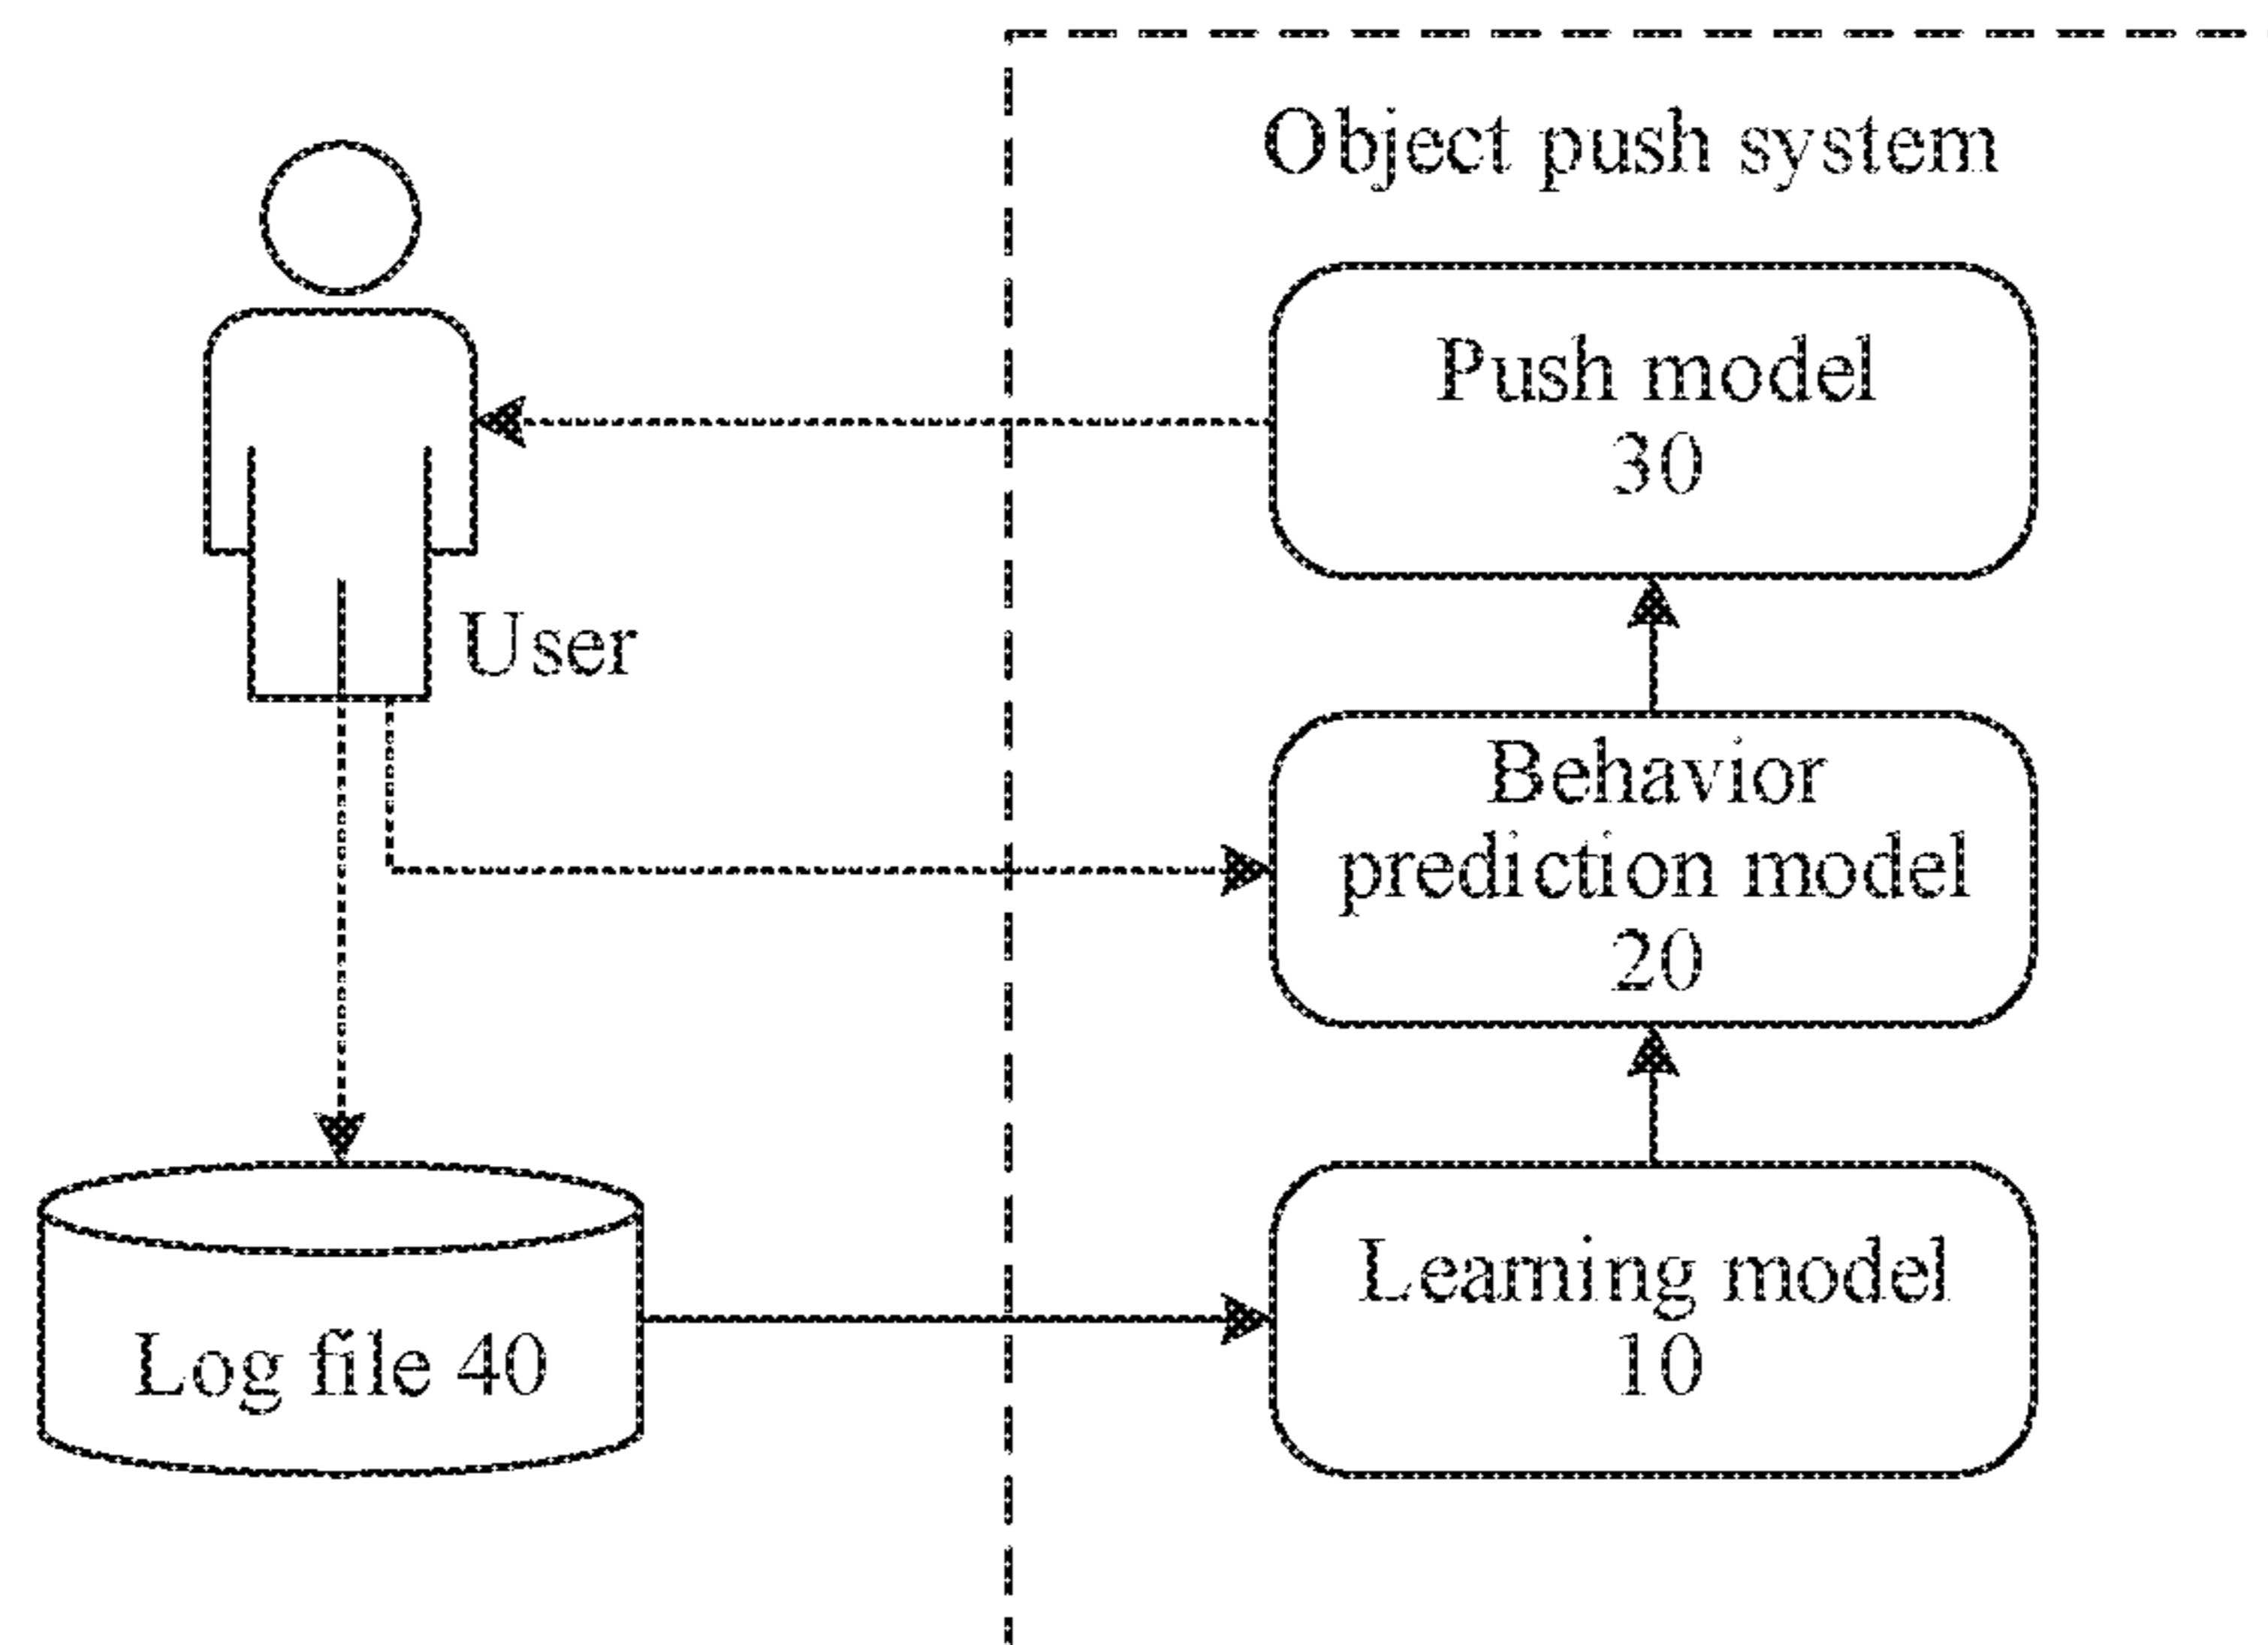 Object push system
Push model
30
User
Behavior
prediction model
20
Learning model
10
Log file 40